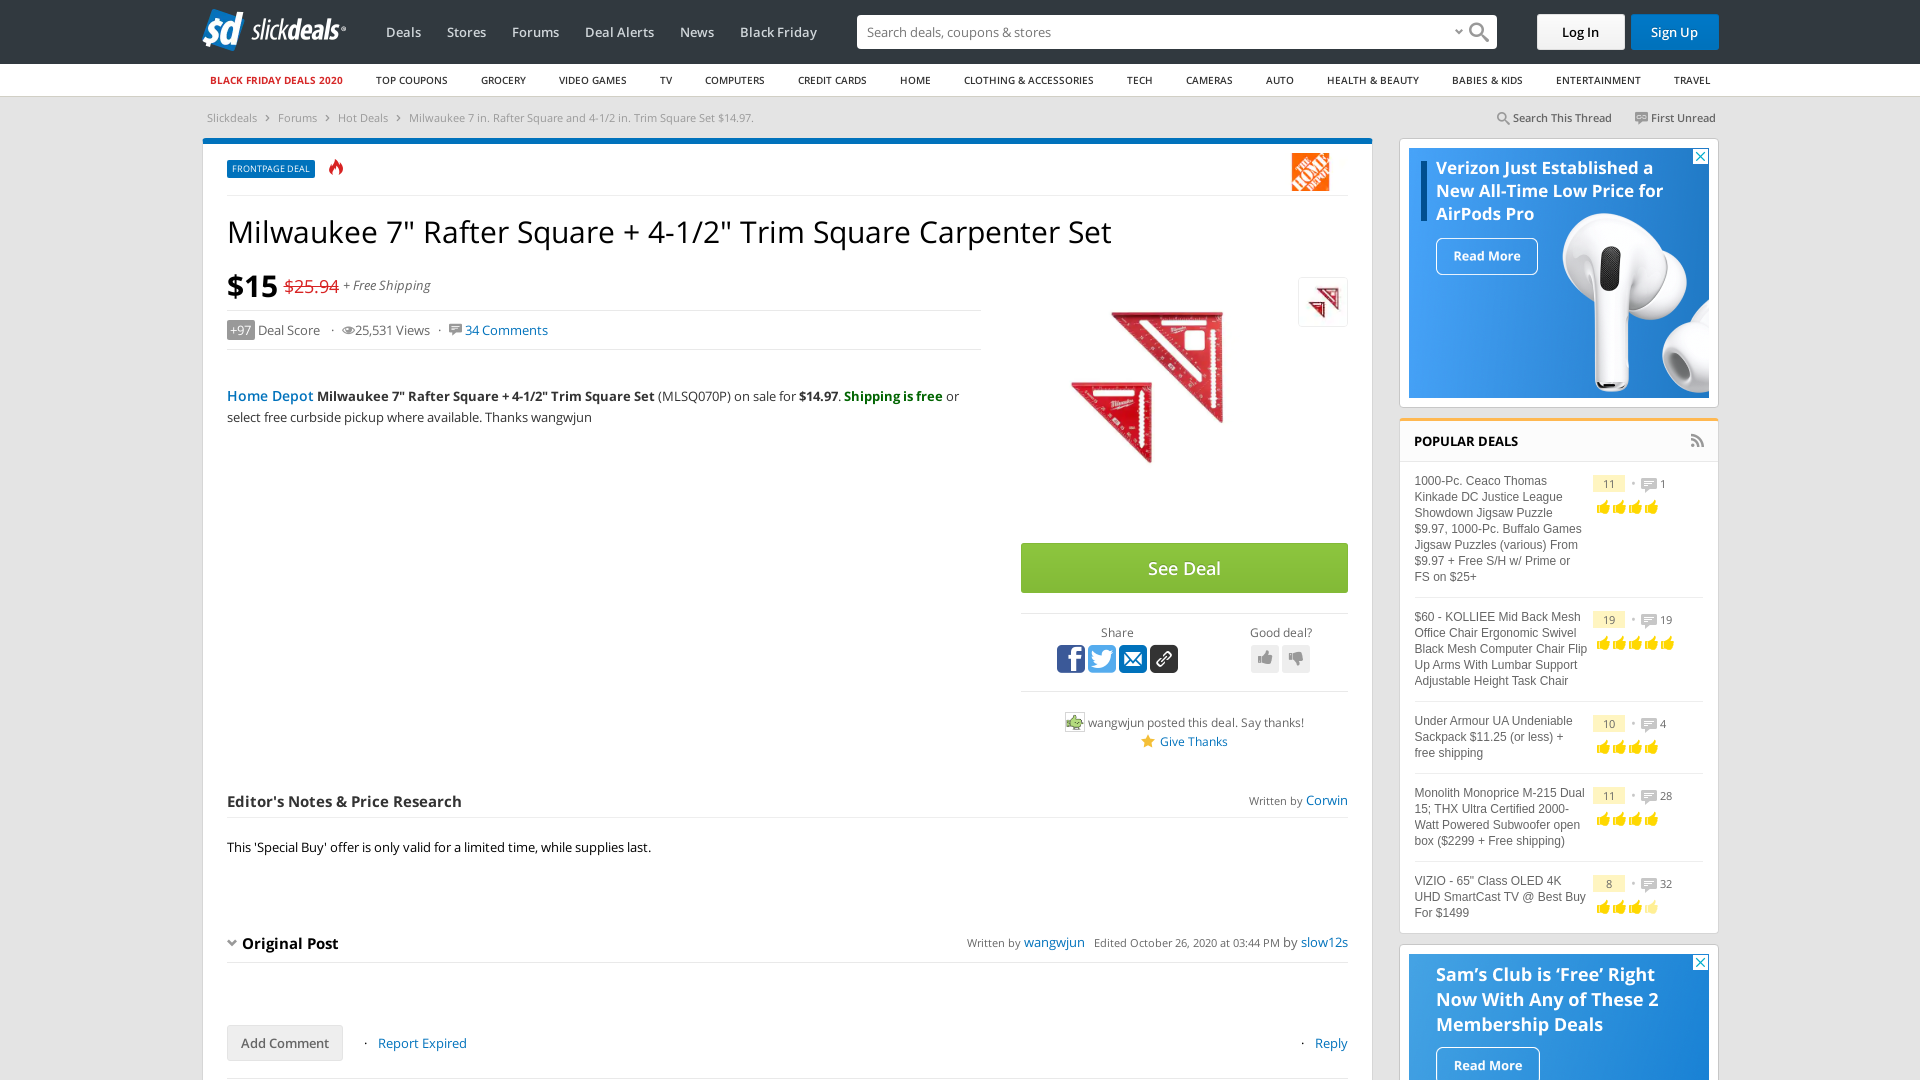 slickdeals
Deals
Stores
Forums
Deal Alerts
News
Black Friday
Search deals, coupons & stores
Log In
Sign Up
BLACK FRIDAY DEALS 2020
TOP COUPONS
GROCERY
VIDEO GAMES
TV
COMPUTERS
CREDIT CARDS
HOME
CLOTHING & ACCESSORIES
TECH
CAMERAS
AUTO
HEALTH & BEAUTY
BABIES & KIDS
ENTERTAINMENT
TRAVEL
Slickdeals > Forums > Hot Deals > Milwaukee 7 in. Rafter Square and 4-1/2 in. Trim Square Set $14.97.
Search This Thread
First Unread
FRONTPAGE DEAL
THE HOME DEPOT
Milwaukee 7" Rafter Square + 4-1/2" Trim Square Carpenter Set
$15 $25.94 + Free Shipping
+97 Deal Score · 25,531 Views · 34 Comments
Home Depot Milwaukee 7" Rafter Square + 4-1/2" Trim Square Set (MLSQ070P) on sale for $14.97. Shipping is free or
select free curbside pickup where available. Thanks wangwjun
See Deal
Share
Good deal?
wangwjun posted this deal. Say thanks!
Give Thanks
Editor's Notes & Price Research
Written by Corwin
This 'Special Buy' offer is only valid for a limited time, while supplies last.
Original Post
Written by wangwjun Edited October 26, 2020 at 03:44 PM by slow12s
Add Comment
· Report Expired
· Reply
Verizon Just Established a
New All-Time Low Price for
AirPods Pro
Read More
POPULAR DEALS
1000-Pc. Ceaco Thomas
Kinkade DC Justice League
Showdown Jigsaw Puzzle
$9.97, 1000-Pc. Buffalo Games
Jigsaw Puzzles (various) From
$9.97 + Free S/H w/ Prime or
FS on $25+
11 • 1
$60 - KOLLIEE Mid Back Mesh
Office Chair Ergonomic Swivel
Black Mesh Computer Chair Flip
Up Arms With Lumbar Support
Adjustable Height Task Chair
19 • 19
Under Armour UA Undeniable
Sackpack $11.25 (or less) +
free shipping
10 • 4
Monolith Monoprice M-215 Dual
15; THX Ultra Certified 2000-
Watt Powered Subwoofer open
box ($2299 + Free shipping)
11 • 28
VIZIO - 65" Class OLED 4K
UHD SmartCast TV @ Best Buy
For $1499
8 • 32
Sam's Club is 'Free' Right
Now With Any of These 2
Membership Deals
Read More